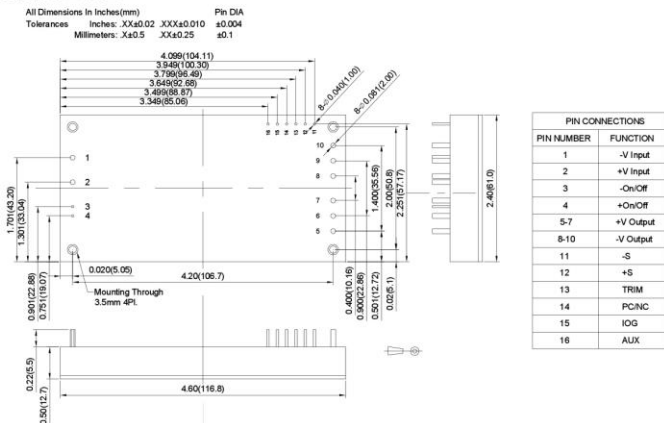 All Dimensions In Inches(mm) Pin DIA
Tolerances Inches: .XX±0.02 .XXX±0.010 ±0.004
Millimeters: .X±0.5 .XX±0.25 ±0.1
4.099(104.11)
3.949(100.30)
3.799(96.49)
3.649(92.68)
3.499(88.87)
3.349(85.06)
8-⌀0.040(1.00)
8-⌀0.081(2.00)
16 15 14 13 12 11
1
2
3
4
10
9
8
7
6
5
1.701(43.20)
1.301(33.04)
0.901(22.88)
0.751(19.07)
0.020(5.05)
4.20(106.7)
Mounting Through
3.5mm 4PI.
0.400(10.16)
0.900(22.86)
1.400(35.56)
0.501(12.72)
2.00(50.8)
0.02(5.1)
2.251(57.17)
2.40(61.0)
0.22(5.5)
0.50(12.7)
4.60(116.8)
PIN CONNECTIONS
PIN NUMBER FUNCTION
1 -V Input
2 +V Input
3 -On/Off
4 +On/Off
5-7 +V Output
8-10 -V Output
11 -S
12 +S
13 TRIM
14 PC/NC
15 IOG
16 AUX